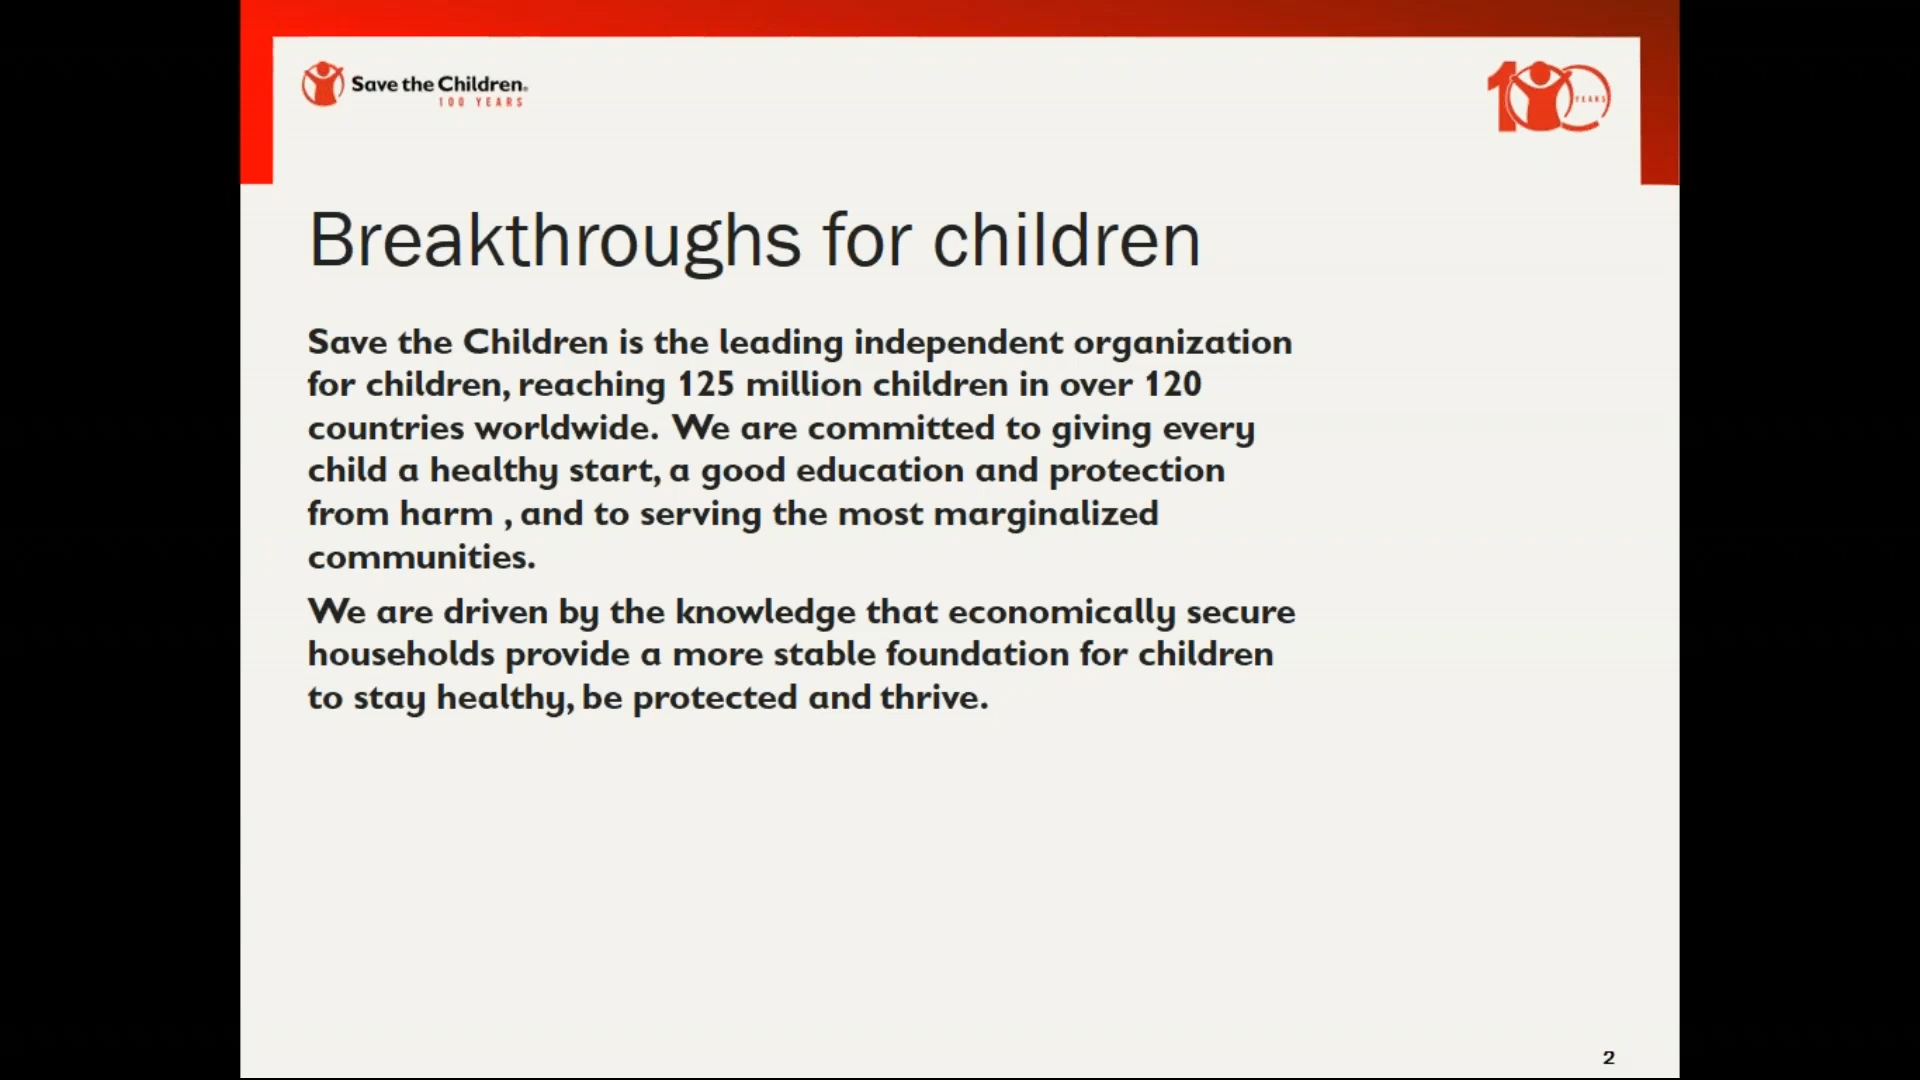 Save the Children.
100 YEARS
100 YEARS
Breakthroughs for children
Save the Children is the leading independent organization
for children, reaching 125 million children in over 120
countries worldwide. We are committed to giving every
child a healthy start, a good education and protection
from harm , and to serving the most marginalized
communities.
We are driven by the knowledge that economically secure
households provide a more stable foundation for children
to stay healthy, be protected and thrive.
2